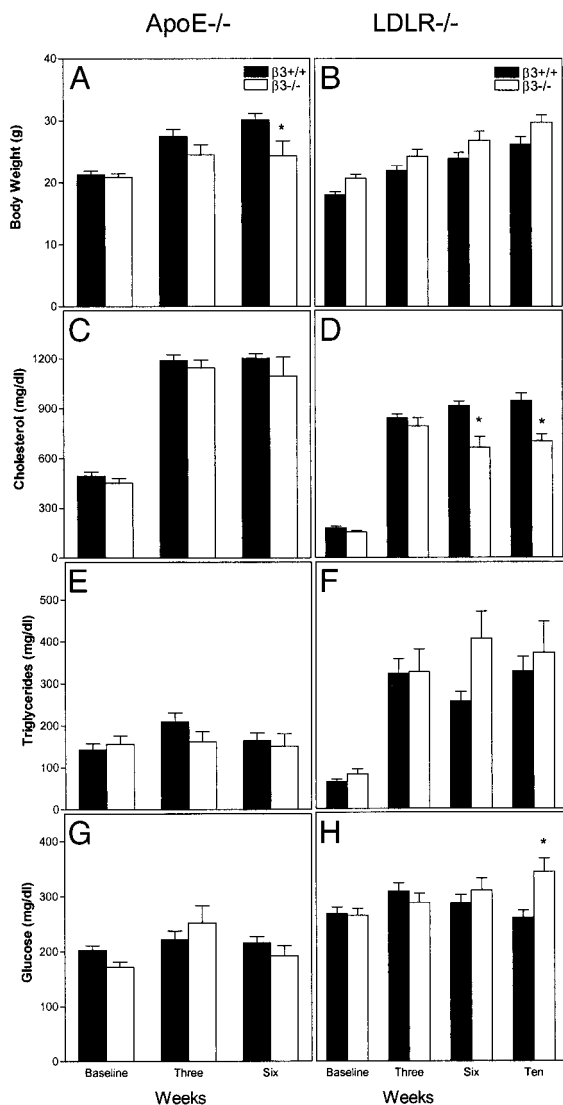 ApoE-/- LDLR-/-
A
β3+/+
β3-/-
*
B
β3+/+
β3-/-
Body Weight (g)
40
30
20
10
0
C
D
*
*
Cholesterol (mg/dl)
1200
900
600
300
0
E
F
Triglycerides (mg/dl)
500
400
300
200
100
0
G
H
*
Glucose (mg/dl)
400
300
200
100
0
Baseline Three Six Baseline Three Six Ten
Weeks Weeks